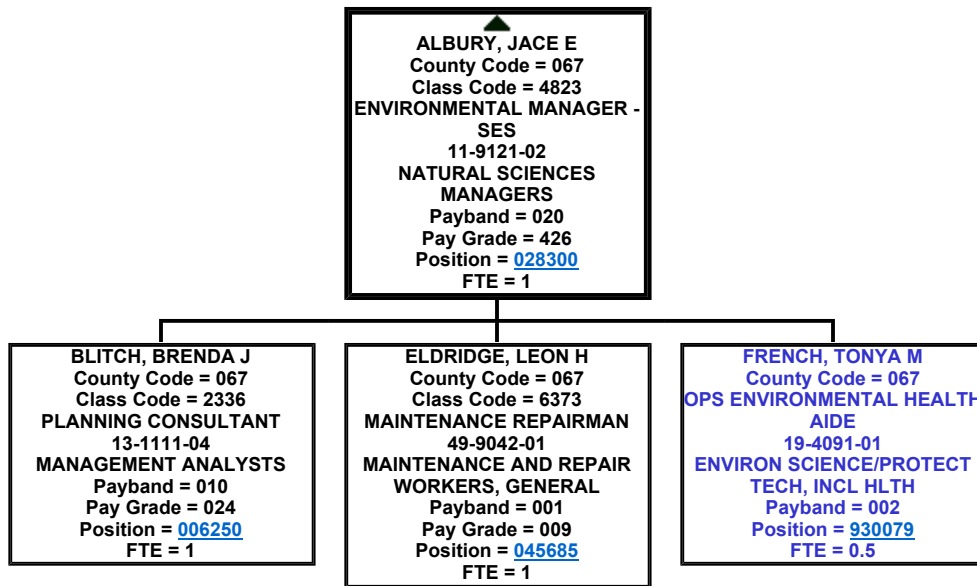 ALBURY, JACE E
County Code = 067
Class Code = 4823
ENVIRONMENTAL MANAGER -
SES
11-9121-02
NATURAL SCIENCES
MANAGERS
Payband = 020
Pay Grade = 426
Position = 028300
FTE = 1
BLITCH, BRENDA J
County Code = 067
Class Code = 2336
PLANNING CONSULTANT
13-1111-04
MANAGEMENT ANALYSTS
Payband = 010
Pay Grade = 024
Position = 006250
FTE = 1
ELDRIDGE, LEON H
County Code = 067
Class Code = 6373
MAINTENANCE REPAIRMAN
49-9042-01
MAINTENANCE AND REPAIR
WORKERS, GENERAL
Payband = 001
Pay Grade = 009
Position = 045685
FTE = 1
FRENCH, TONYA M
County Code = 067
OPS ENVIRONMENTAL HEALTH
AIDE
19-4091-01
ENVIRON SCIENCE/PROTECT
TECH, INCL HLTH
Payband = 002
Position = 930079
FTE = 0.5